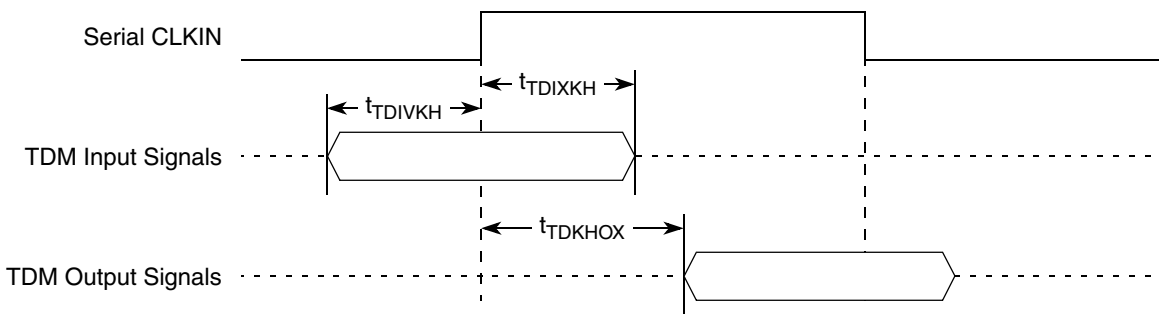 Serial CLKIN
tTDIXKH
tTDIVKH
TDM Input Signals
tTDKHOX
TDM Output Signals